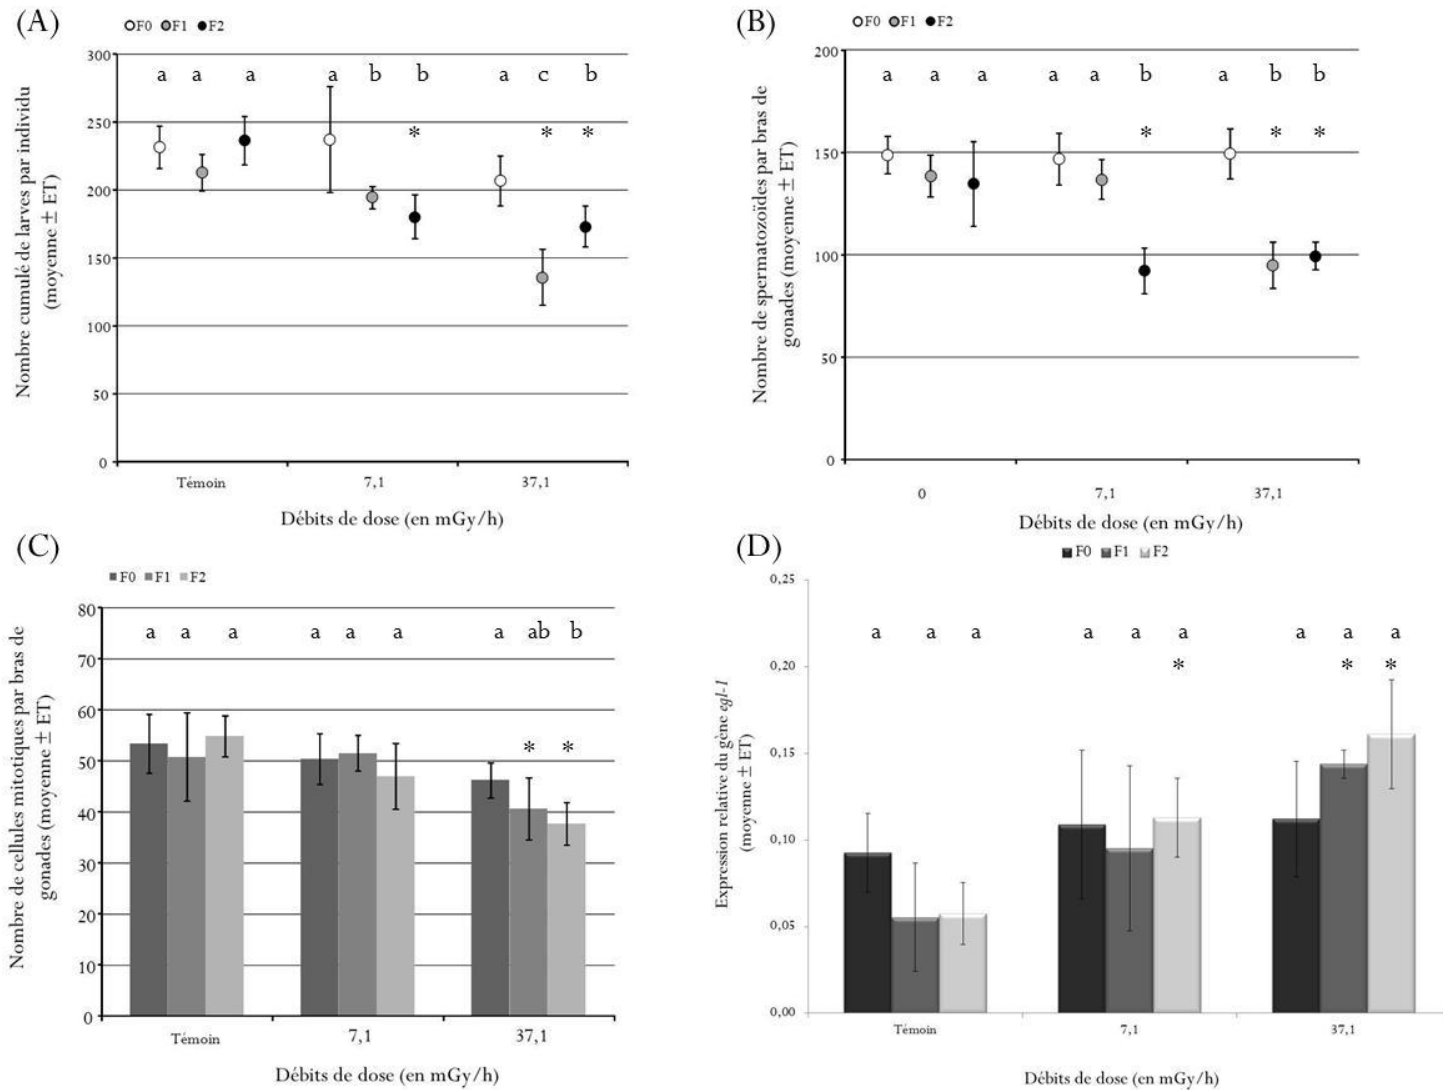 (A)
F0 F1 F2
300
250
200
150
100
50
0
a a a a b b a c b
* * *
Nombre cumulé de larves par individu
(moyenne ± ET)
Témoin 7,1 37,1
Débits de dose (en mGy/h)
(B)
F0 F1 F2
200
150
100
50
0
a a a a a b a b b
* * *
Nombre de spermatozoïdes par bras de
gonades (moyenne ± ET)
0 7,1 37,1
Débits de dose (en mGy/h)
(C)
F0 F1 F2
80
70
60
50
40
30
20
10
0
a a a a a a a ab b
* *
Nombre de cellules mitotiques par bras de
gonades (moyenne ± ET)
Témoin 7,1 37,1
Débits de dose (en mGy/h)
(D)
F0 F1 F2
0,25
0,20
0,15
0,10
0,05
0,00
a a a a a a a a a
* * *
Expression relative du gène egl-1
(moyenne ± ET)
Témoin 7,1 37,1
Débits de dose (en mGy/h)